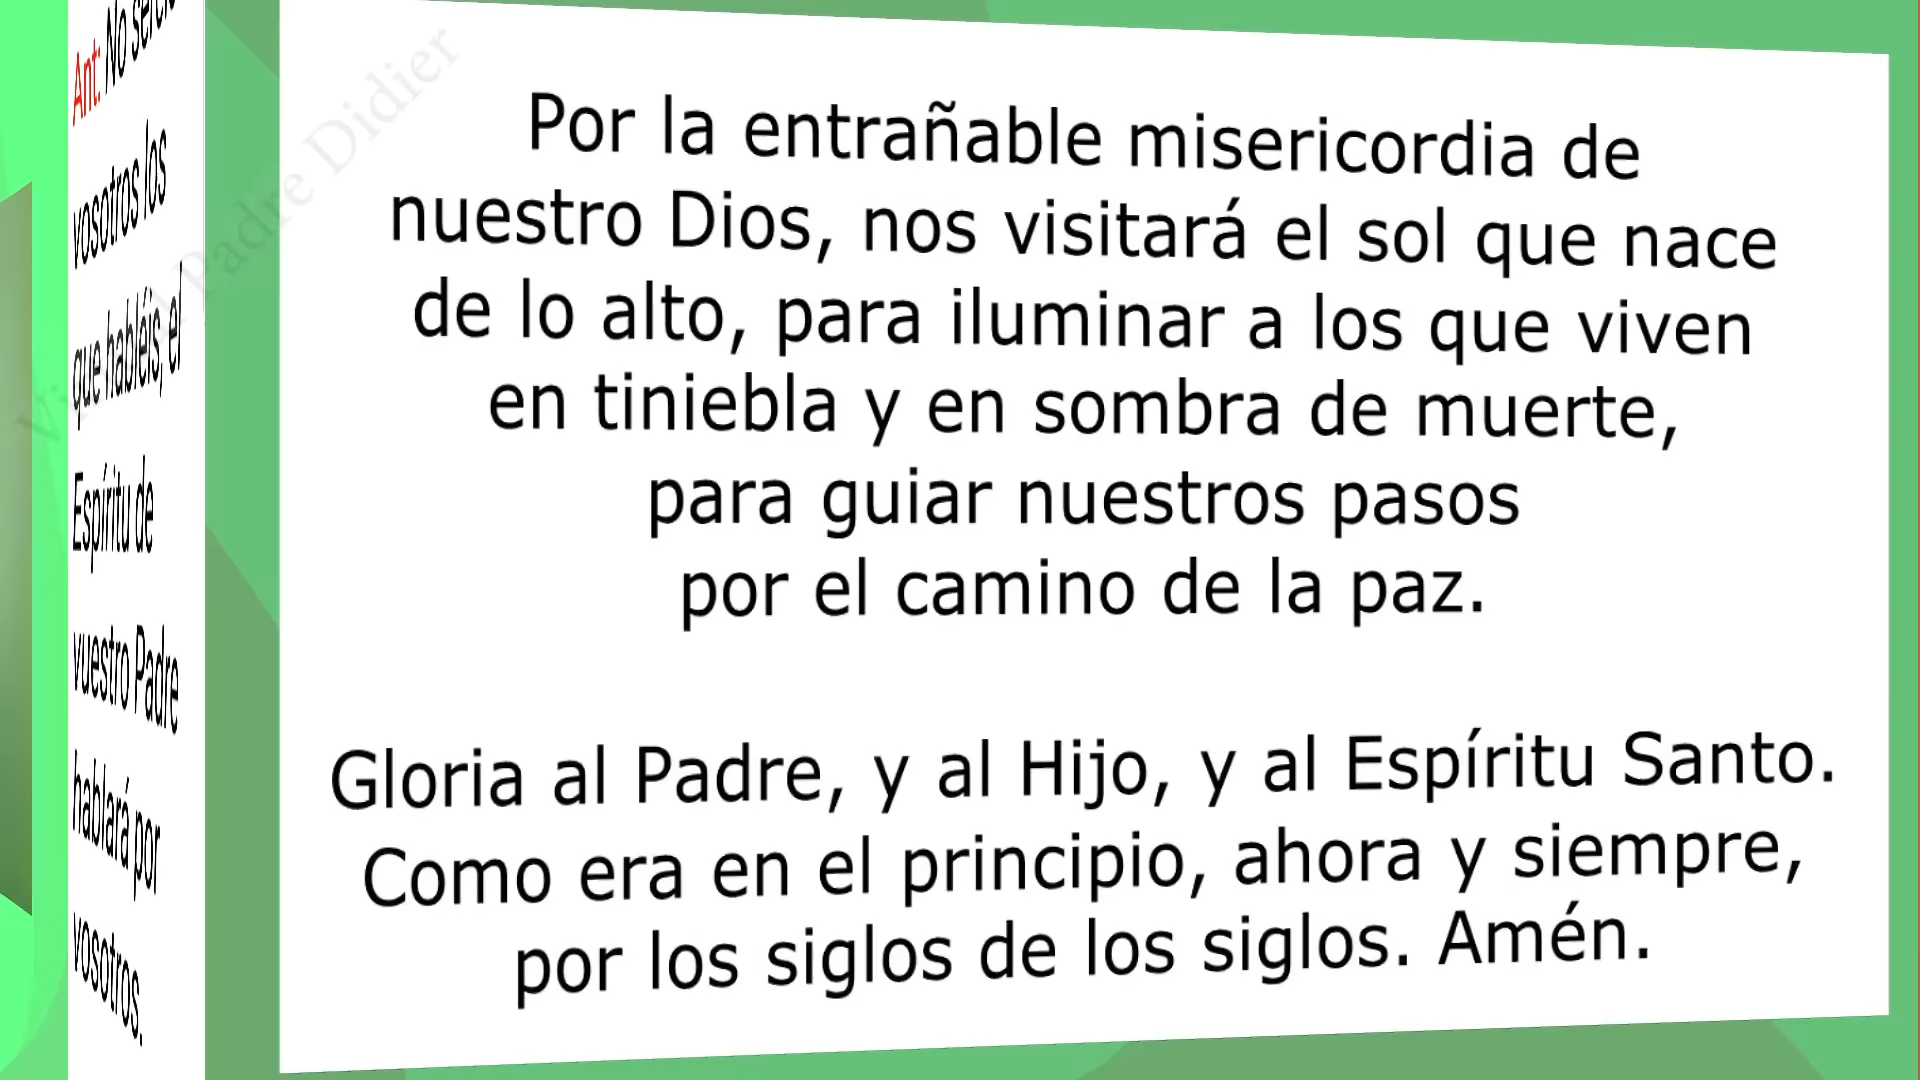 Ant: No seréis
vosotros los
que habléis, el
Espíritu de
vuestro Padre
hablará por
vosotros.
Por la entrañable misericordia de
nuestro Dios, nos visitará el sol que nace
de lo alto, para iluminar a los que viven
en tiniebla y en sombra de muerte,
para guiar nuestros pasos
por el camino de la paz.
Gloria al Padre, y al Hijo, y al Espíritu Santo.
Como era en el principio, ahora y siempre,
por los siglos de los siglos. Amén.
Padre Didier